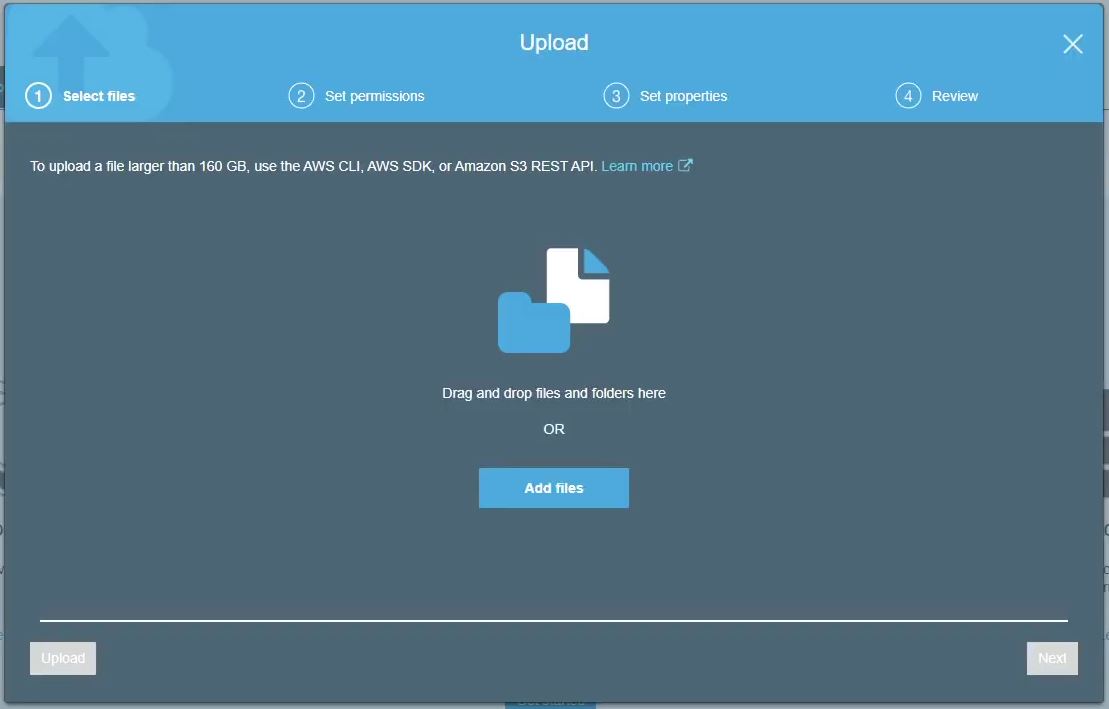 Upload
1 Select files
2 Set permissions
3 Set properties
4 Review
To upload a file larger than 160 GB, use the AWS CLI, AWS SDK, or Amazon S3 REST API. Learn more
Drag and drop files and folders here
OR
Add files
Upload
Next